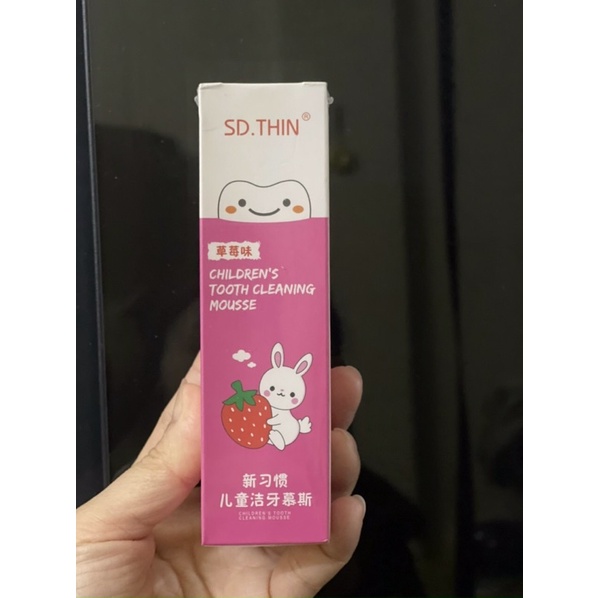 SD.THIN®
草莓味
CHILDREN'S
TOOTH CLEANING
MOUSSE
新习惯
儿童洁牙慕斯
CHILDREN'S TOOTH
CLEANING MOUSSE